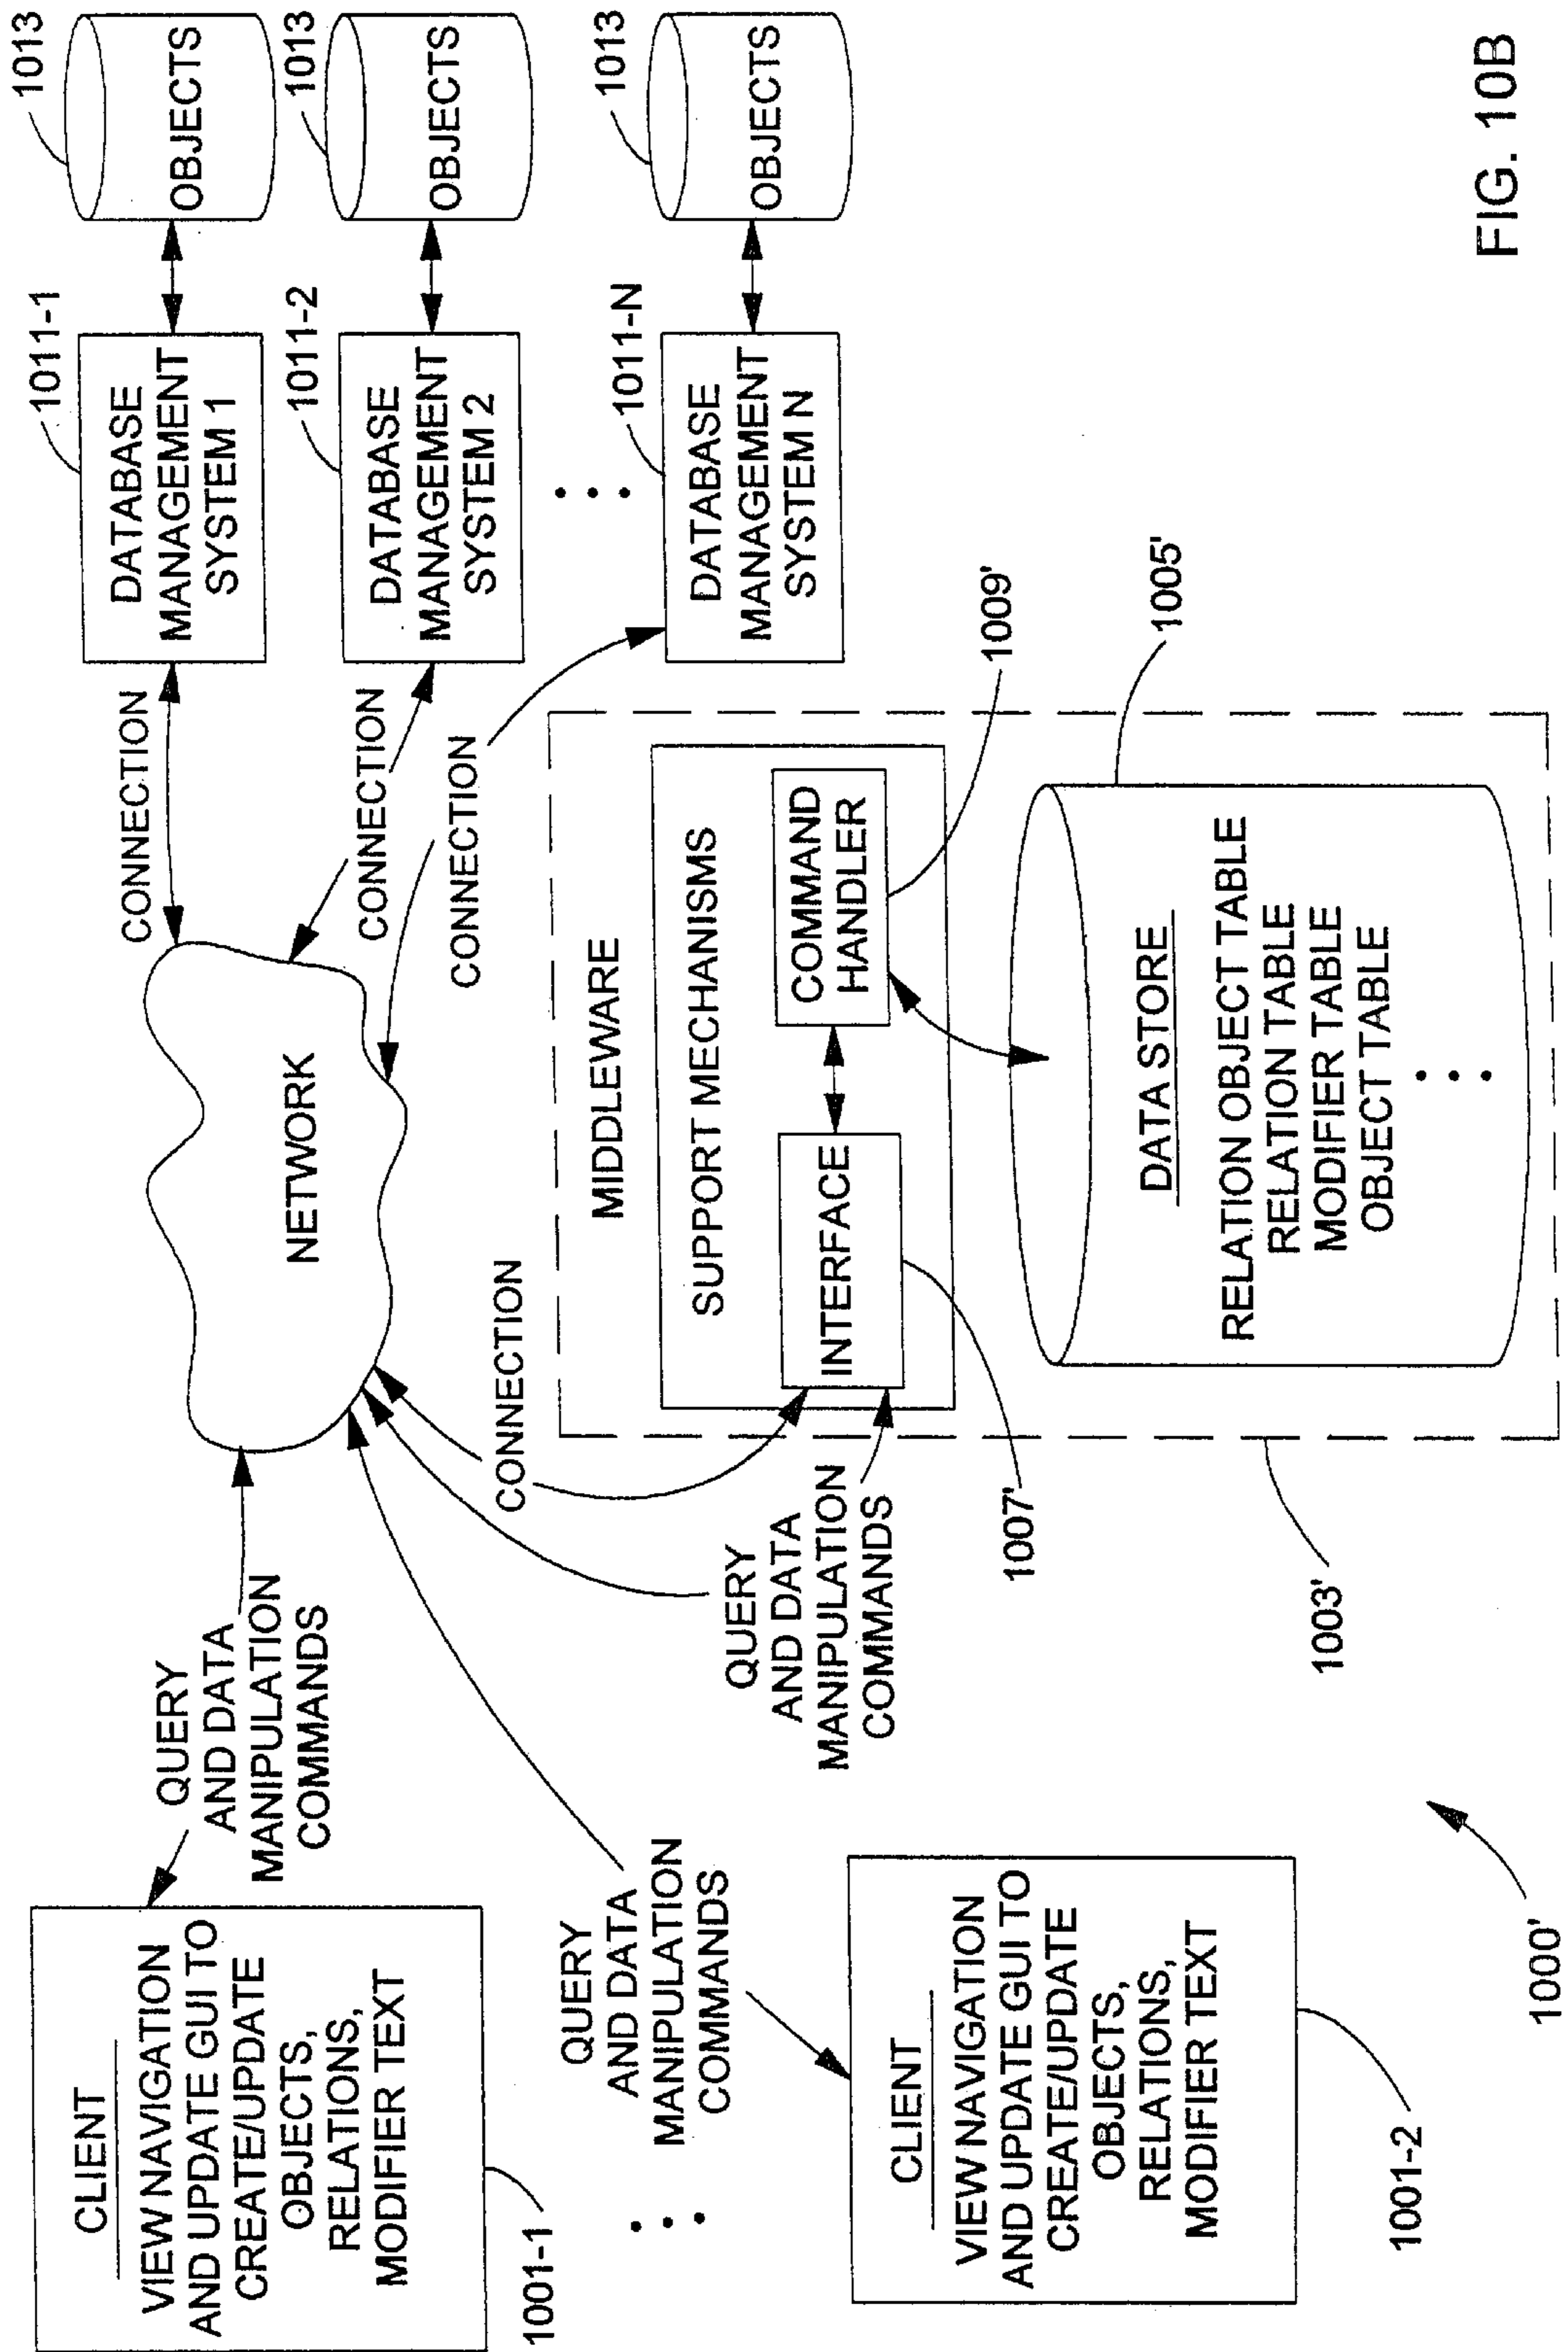 CLIENT
VIEW NAVIGATION
AND UPDATE GUI TO
CREATE/UPDATE
OBJECTS,
RELATIONS,
MODIFIER TEXT
1001-1
QUERY
AND DATA
MANIPULATION
COMMANDS
NETWORK
CONNECTION
DATABASE
MANAGEMENT
SYSTEM 1
1011-1
OBJECTS
1013
CONNECTION
DATABASE
MANAGEMENT
SYSTEM 2
1011-2
OBJECTS
1013
CONNECTION
DATABASE
MANAGEMENT
SYSTEM N
1011-N
OBJECTS
1013
QUERY
AND DATA
MANIPULATION
COMMANDS
CLIENT
VIEW NAVIGATION
AND UPDATE GUI TO
CREATE/UPDATE
OBJECTS,
RELATIONS,
MODIFIER TEXT
1001-2
CONNECTION
QUERY
AND DATA
MANIPULATION
COMMANDS
MIDDLEWARE
SUPPORT MECHANISMS
INTERFACE
1007'
COMMAND
HANDLER
1009'
DATA STORE
RELATION OBJECT TABLE
RELATION TABLE
MODIFIER TABLE
OBJECT TABLE
1005'
1003'
1000'
FIG. 10B